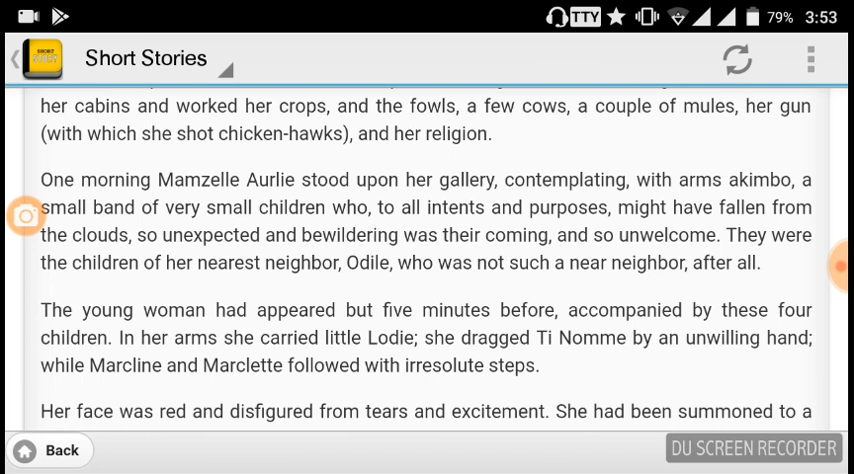 TTY
79%
3:53
Short Stories
her cabins and worked her crops, and the fowls, a few cows, a couple of mules, her gun
(with which she shot chicken-hawks), and her religion.
One morning Mamzelle Aurlie stood upon her gallery, contemplating, with arms akimbo, a
small band of very small children who, to all intents and purposes, might have fallen from
the clouds, so unexpected and bewildering was their coming, and so unwelcome. They were
the children of her nearest neighbor, Odile, who was not such a near neighbor, after all.
The young woman had appeared but five minutes before, accompanied by these four
children. In her arms she carried little Lodie; she dragged Ti Nomme by an unwilling hand;
while Marcline and Marclette followed with irresolute steps.
Her face was red and disfigured from tears and excitement. She had been summoned to a
Back
DU SCREEN RECORDER